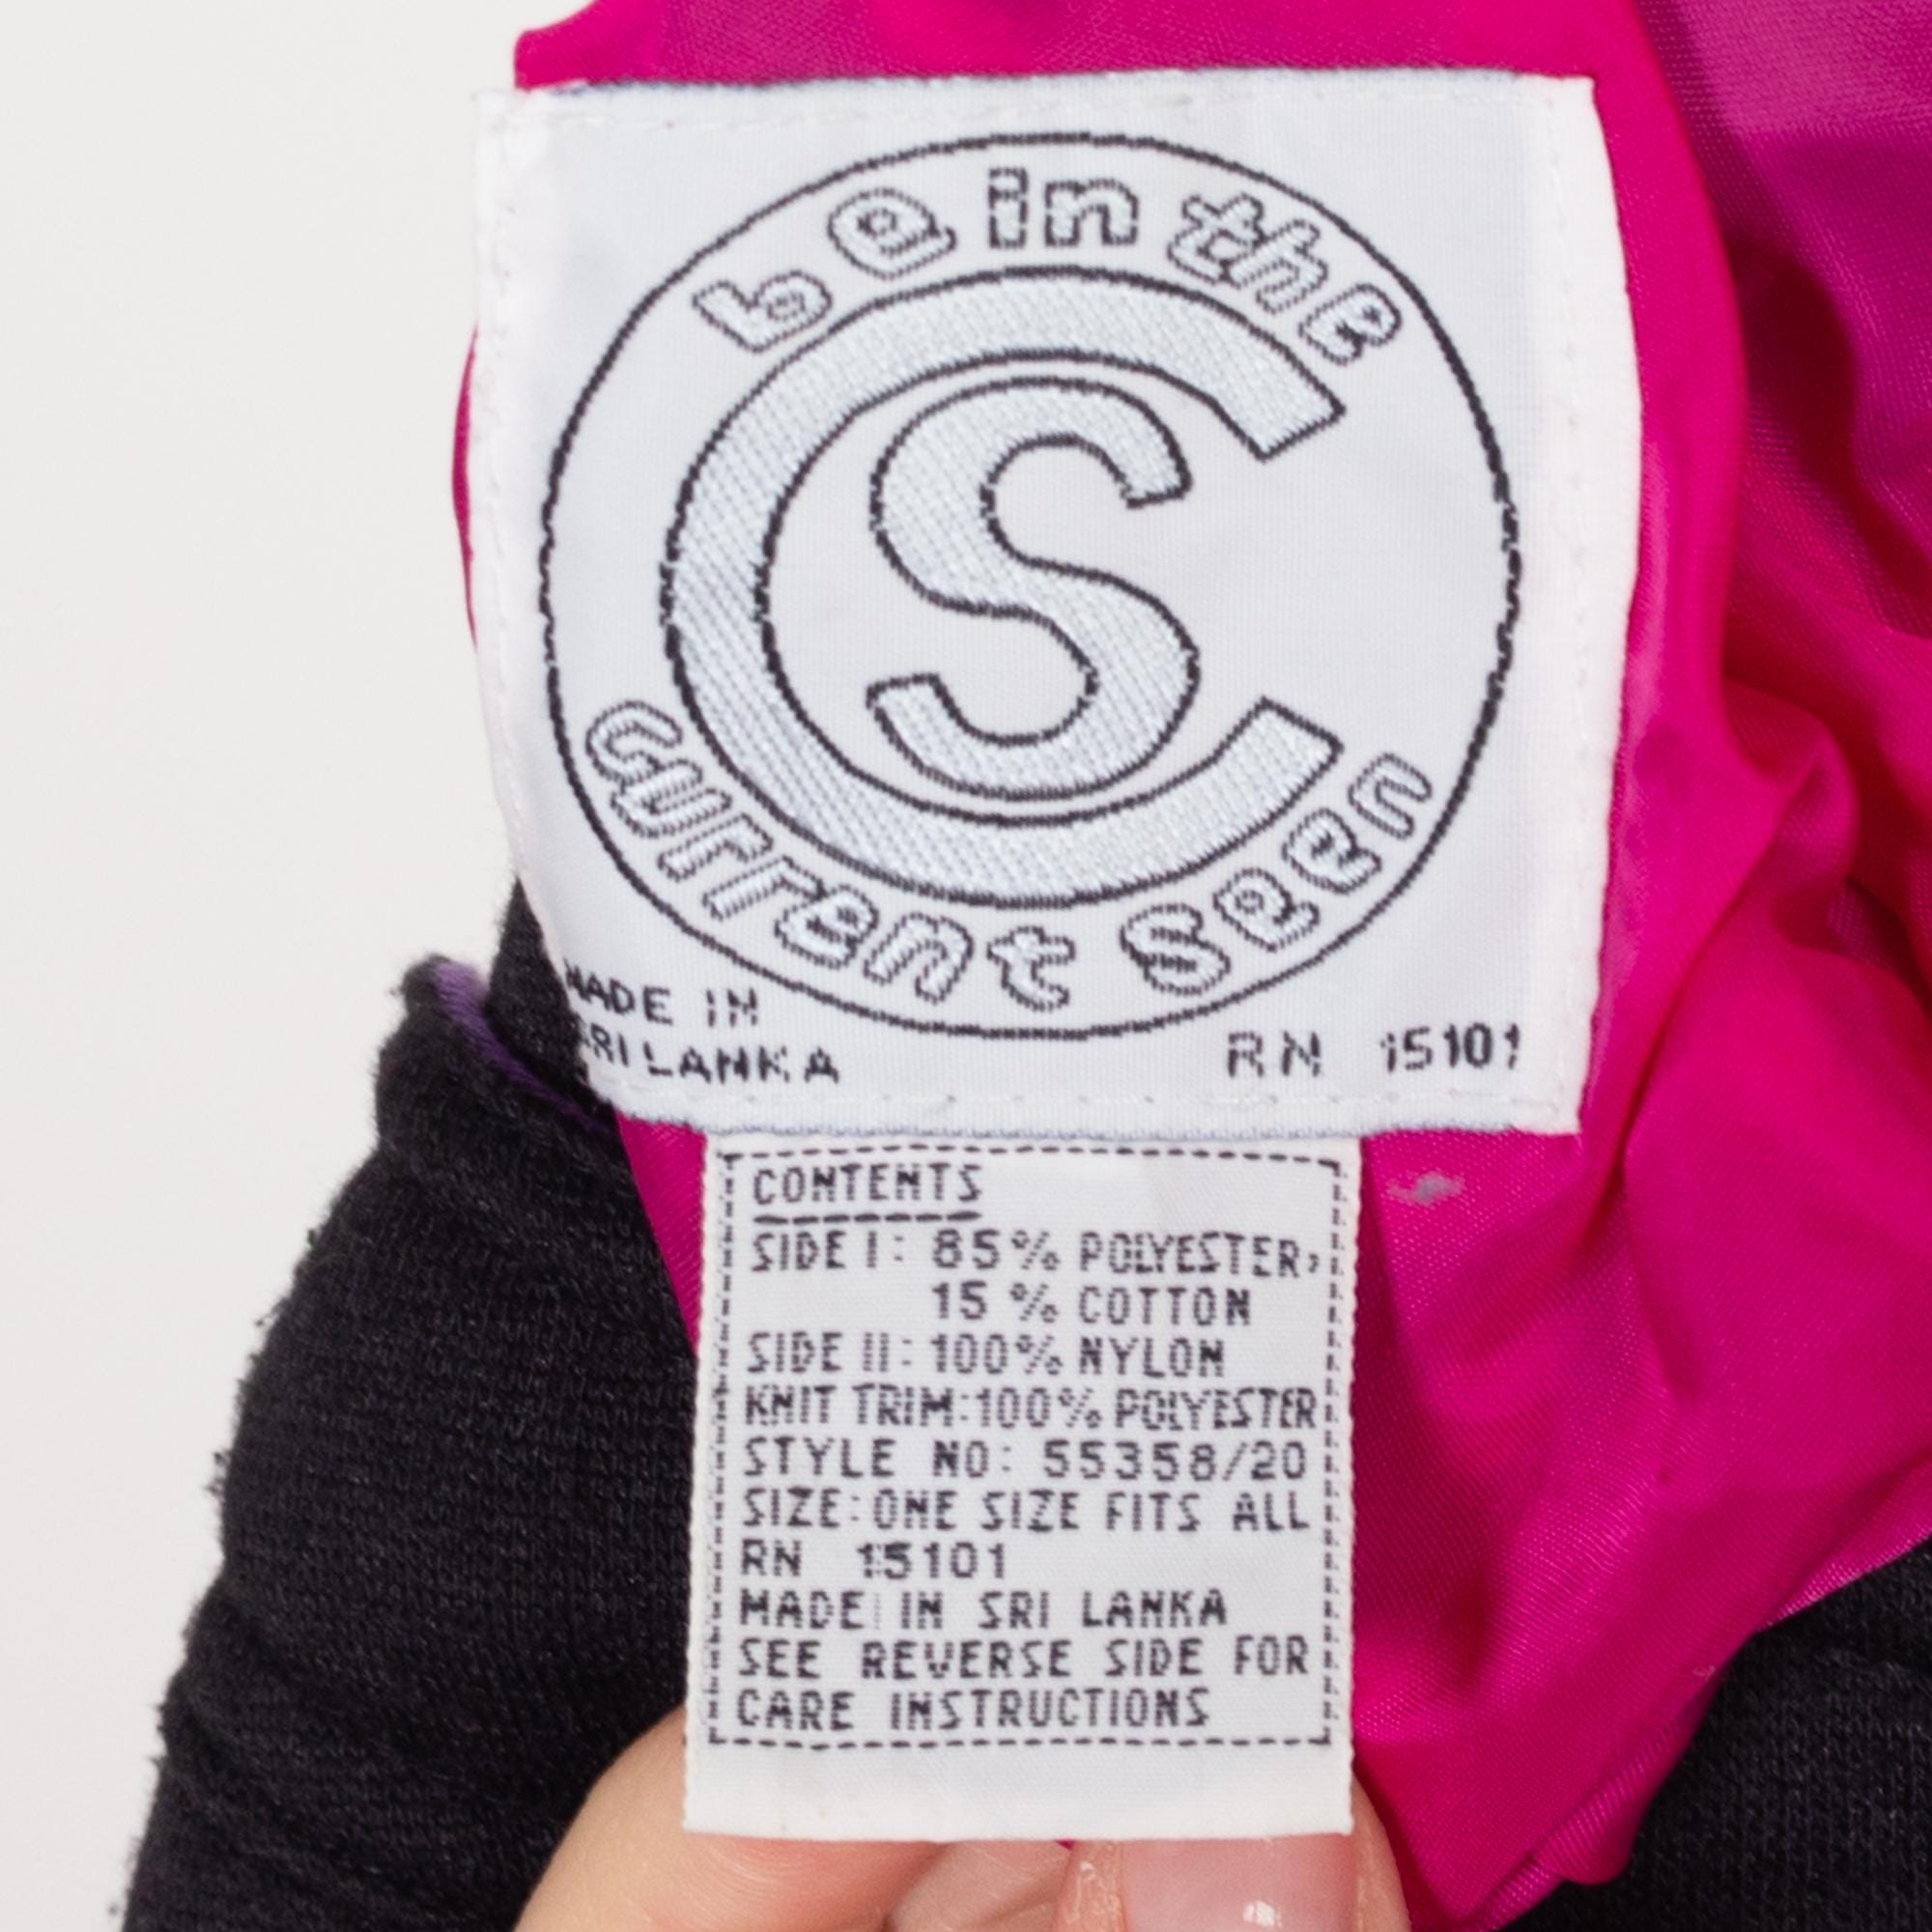 be in the
CS
current seen
MADE IN
SRI LANKA
RN 15101
CONTENTS
SIDE I: 85% POLYESTER,
15% COTTON
SIDE II: 100% NYLON
KNIT TRIM: 100% POLYESTER
STYLE NO: 55358/20
SIZE: ONE SIZE FITS ALL
RN 15101
MADE IN SRI LANKA
SEE REVERSE SIDE FOR
CARE INSTRUCTIONS